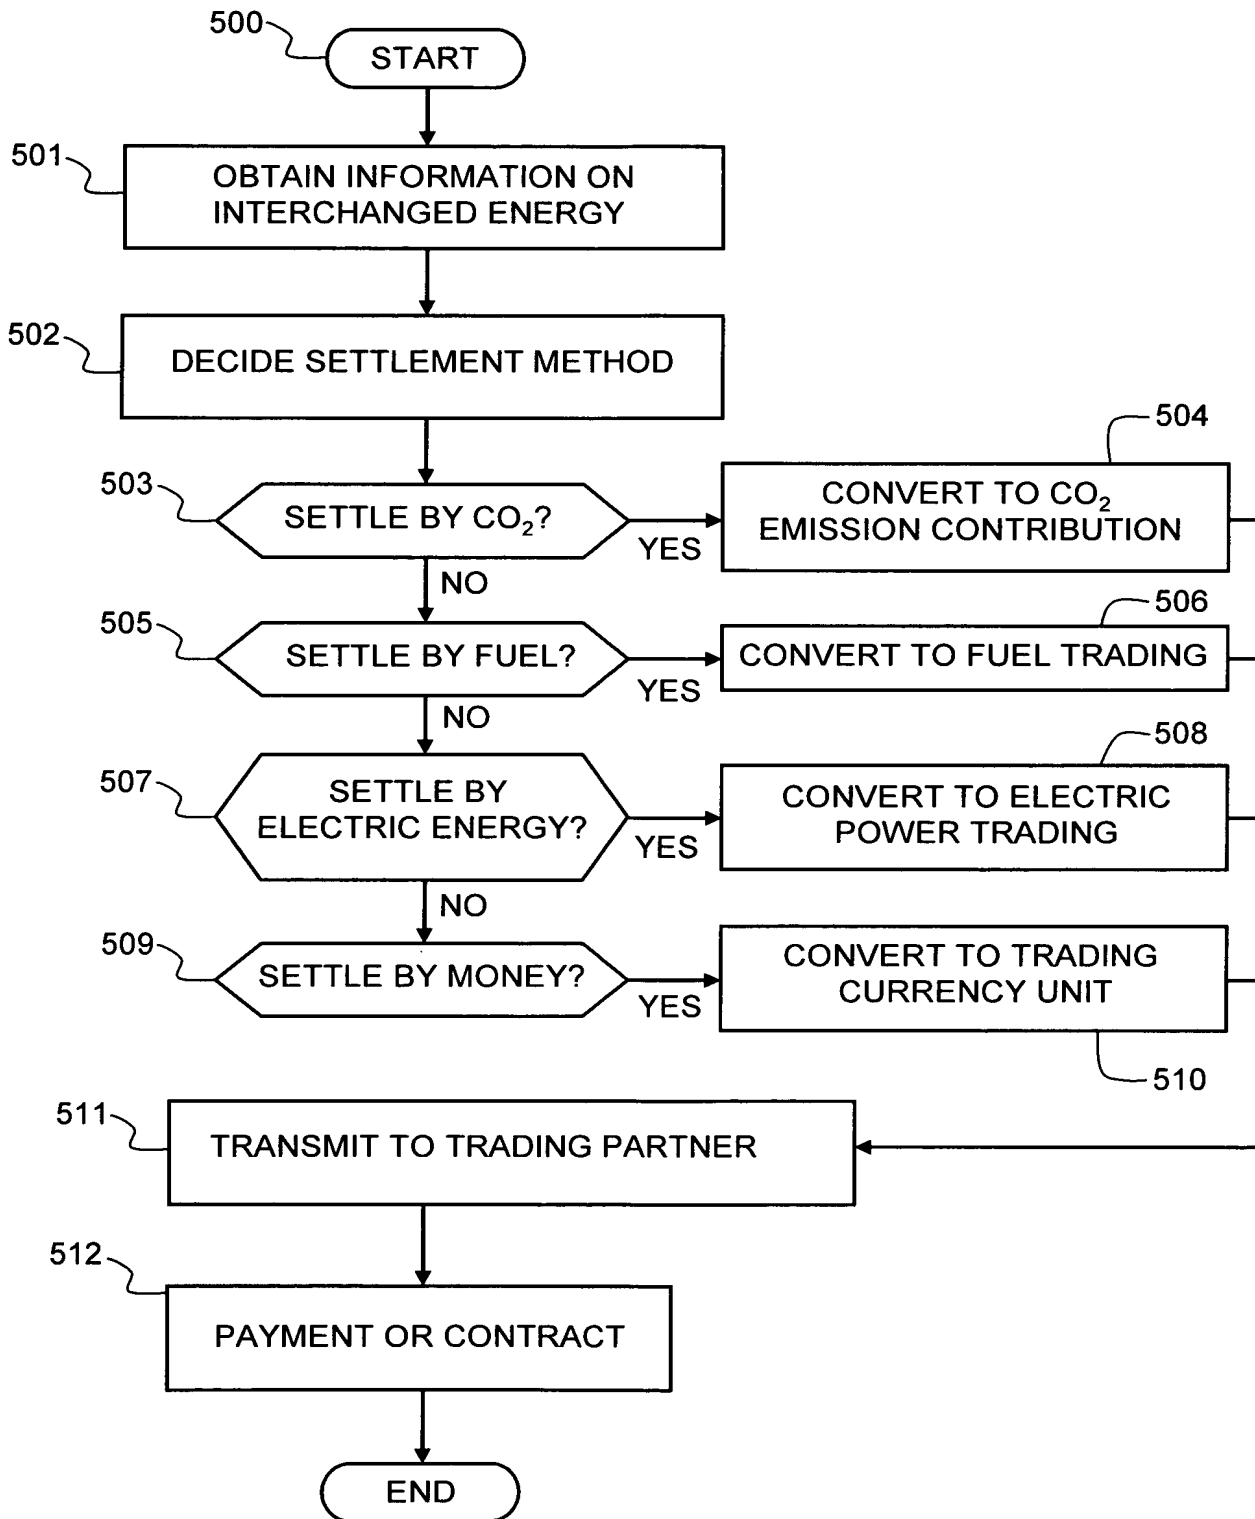 500
START
501
OBTAIN INFORMATION ON
INTERCHANGED ENERGY
502
DECIDE SETTLEMENT METHOD
503
SETTLE BY CO₂?
YES
NO
504
CONVERT TO CO₂
EMISSION CONTRIBUTION
505
SETTLE BY FUEL?
YES
NO
506
CONVERT TO FUEL TRADING
507
SETTLE BY
ELECTRIC ENERGY?
YES
NO
508
CONVERT TO ELECTRIC
POWER TRADING
509
SETTLE BY MONEY?
YES
CONVERT TO TRADING
CURRENCY UNIT
510
511
TRANSMIT TO TRADING PARTNER
512
PAYMENT OR CONTRACT
END